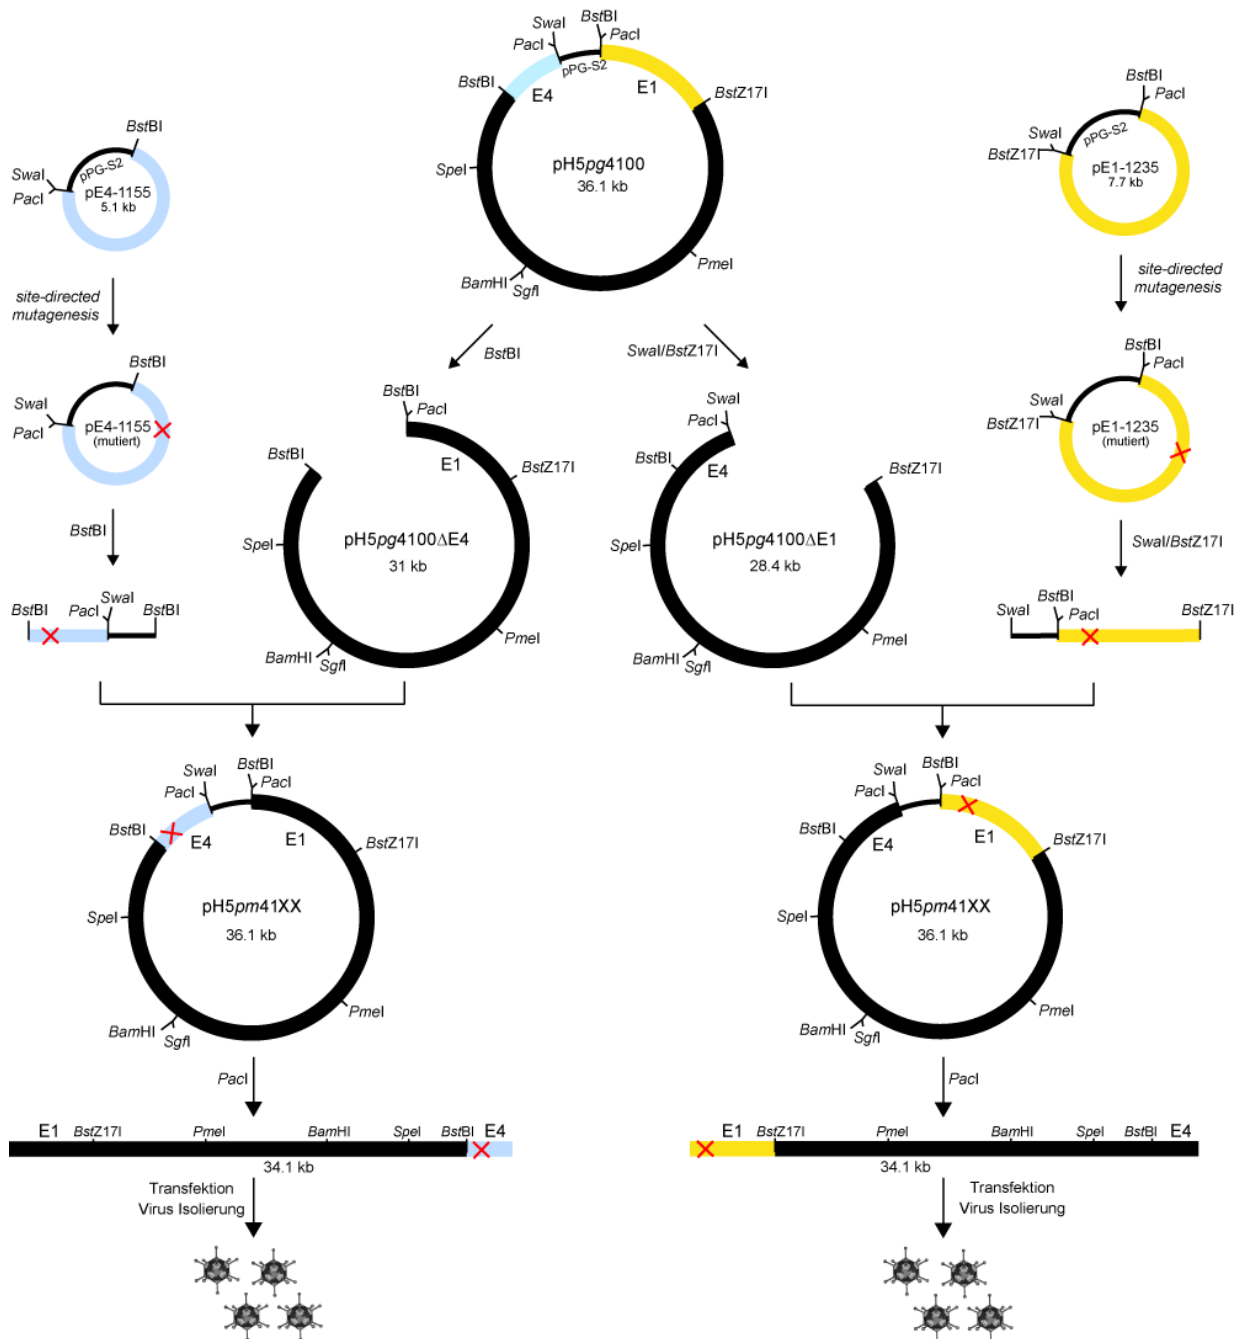 SwaI
BstBI
PacI
PacI
pPG-S2
BstBI
E4
E1
BstZ17I
pH5pg4100
36.1 kb
SpeI
PmeI
BamHI
SgfI
BstBI
pPG-S2
SwaI
PacI
pE4-1155
5.1 kb
BstBI
PacI
pPG-S2
SwaI
BstZ17I
pE1-1235
7.7 kb
site-directed
mutagenesis
BstBI
SwaI/BstZ17I
site-directed
mutagenesis
BstBI
SwaI
PacI
pE4-1155
(mutiert)
BstBI
PacI
E1
BstBI
BstZ17I
SpeI
pH5pg4100ΔE4
31 kb
PmeI
BamHI
SgfI
SwaI
PacI
BstBI
E4
BstZ17I
SpeI
pH5pg4100ΔE1
28.4 kb
PmeI
BamHI
SgfI
BstBI
PacI
SwaI
BstZ17I
pE1-1235
(mutiert)
BstBI
SwaI/BstZ17I
BstBI
PacI
SwaI
BstBI
SwaI
BstBI
PacI
BstZ17I
SwaI
BstBI
PacI
PacI
BstBI
E4
E1
BstZ17I
SpeI
pH5pm41XX
36.1 kb
PmeI
BamHI
SgfI
SwaI
BstBI
PacI
PacI
BstBI
E4
E1
BstZ17I
SpeI
pH5pm41XX
36.1 kb
PmeI
BamHI
SgfI
PacI
PacI
E1 BstZ17I PmeI BamHI SpeI BstBI E4
34.1 kb
E1 BstZ17I PmeI BamHI SpeI BstBI E4
34.1 kb
Transfektion
Virus Isolierung
Transfektion
Virus Isolierung